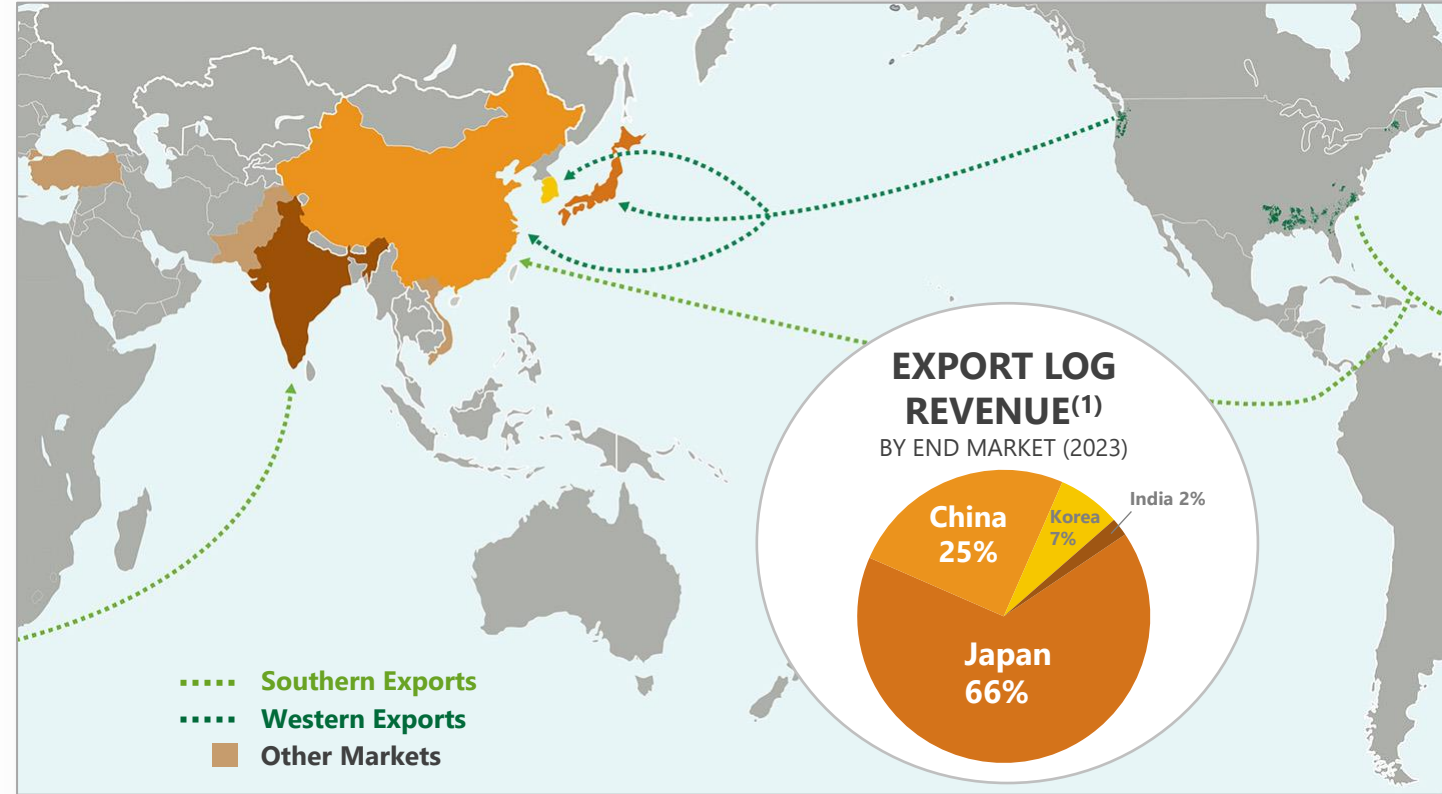 EXPORT LOG
REVENUE(1)
BY END MARKET (2023)
India 2%
China
25%
Korea
7%
Japan
66%
Southern Exports
Western Exports
Other Markets